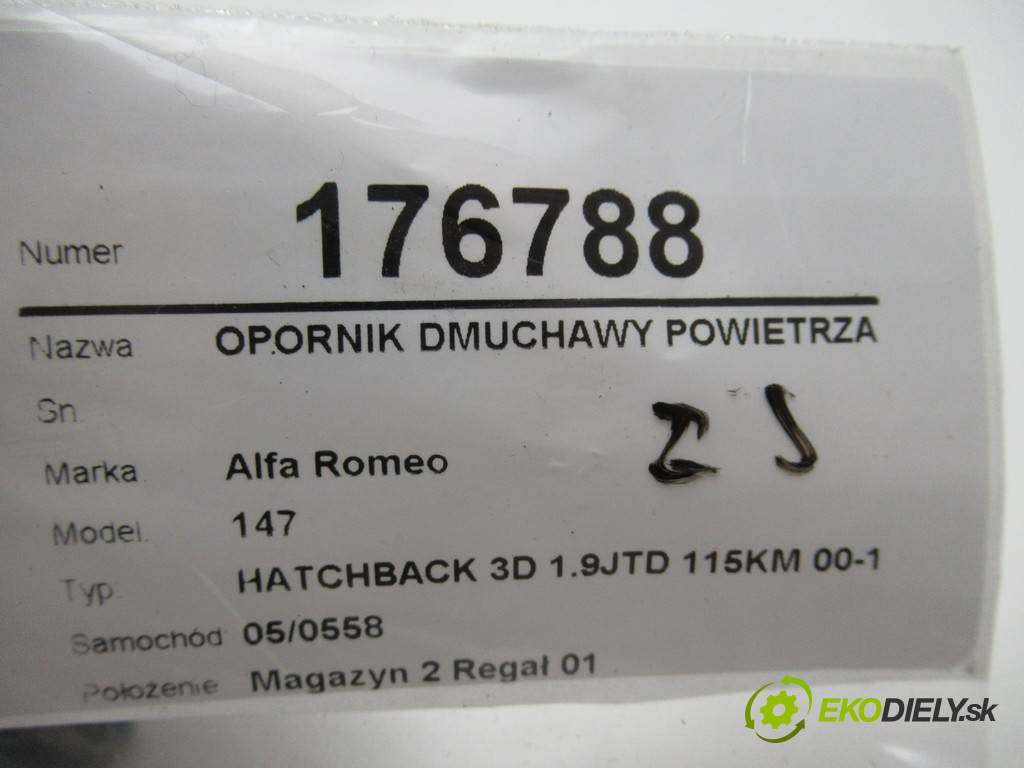 Numer 176788
Nazwa OPORNIK DMUCHAWY POWIETRZA
Sn
Marka Alfa Romeo
Model. 147
Typ HATCHBACK 3D 1.9JTD 115KM 00-1
Samochód 05/0558
Położenie Magazyn 2 Regał 01
EKODIELY.sk